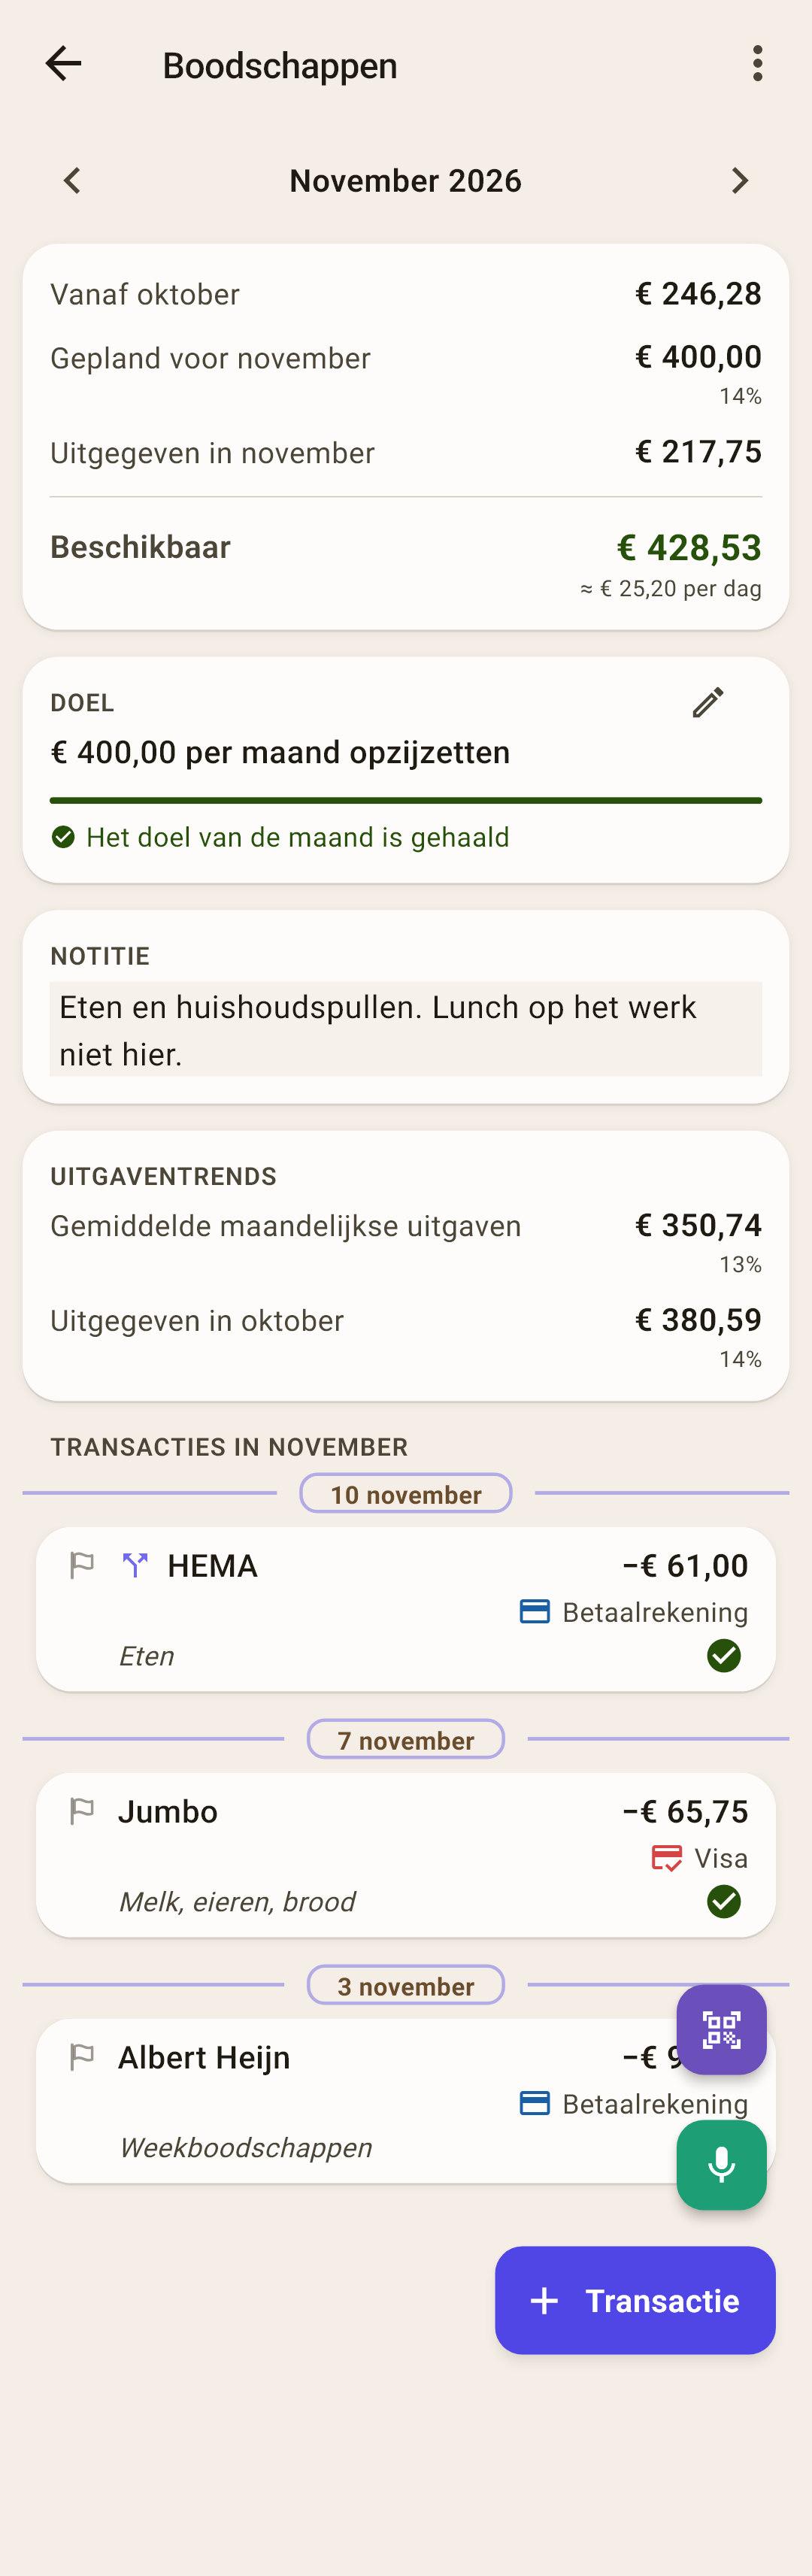 Boodschappen
November 2026
Vanaf oktober € 246,28
Gepland voor november € 400,00
14%
Uitgegeven in november € 217,75
Beschikbaar € 428,53
≈ € 25,20 per dag
DOEL
€ 400,00 per maand opzijzetten
Het doel van de maand is gehaald
NOTITIE
Eten en huishoudspullen. Lunch op het werk
niet hier.
UITGAVENTRENDS
Gemiddelde maandelijkse uitgaven € 350,74
13%
Uitgegeven in oktober € 380,59
14%
TRANSACTIES IN NOVEMBER
10 november
HEMA −€ 61,00
Betaalrekening
Eten
7 november
Jumbo −€ 65,75
Visa
Melk, eieren, brood
3 november
Albert Heijn −€
Betaalrekening
Weekboodschappen
Transactie